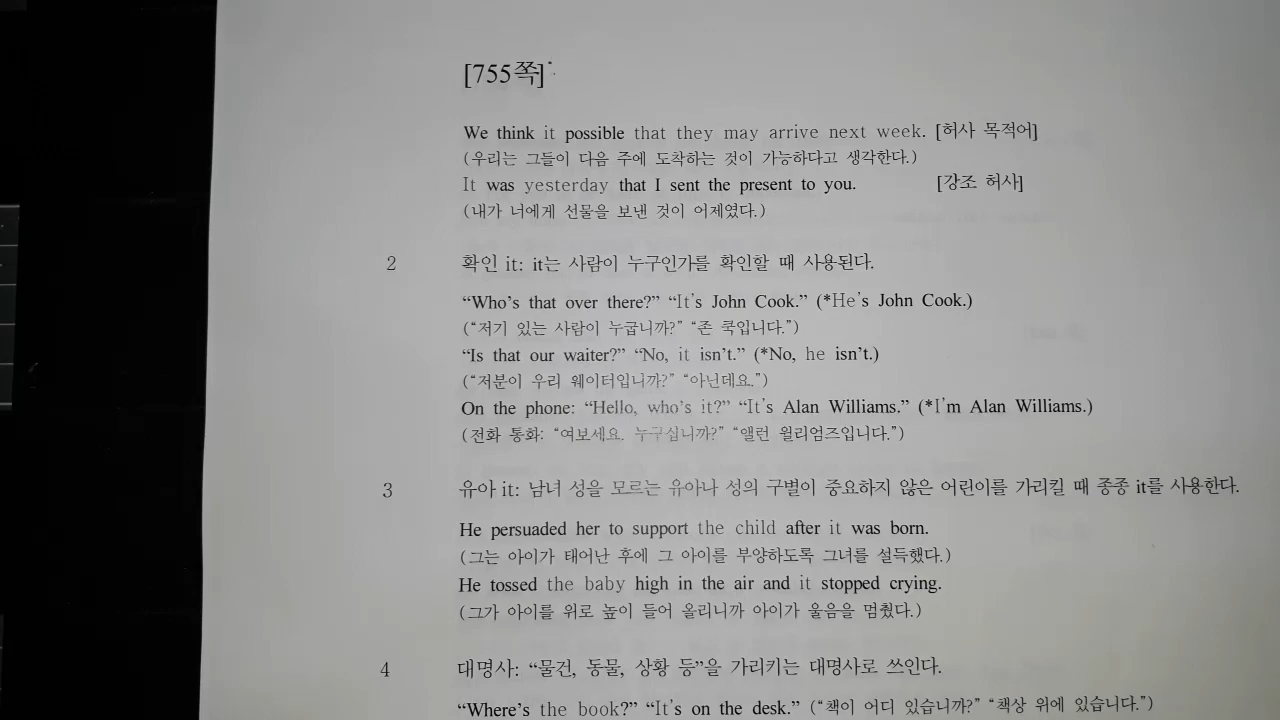 [755쪽]
We think it possible that they may arrive next week. [허사 목적어]
(우리는 그들이 다음 주에 도착하는 것이 가능하다고 생각한다.)
It was yesterday that I sent the present to you. [강조 허사]
(내가 너에게 선물을 보낸 것이 어제였다.)
2 확인 it: it는 사람이 누구인가를 확인할 때 사용된다.
“Who’s that over there?” “It’s John Cook.” (*He’s John Cook.)
(“저기 있는 사람이 누굽니까?” “존 쿡입니다.”)
“Is that our waiter?” “No, it isn’t.” (*No, he isn’t.)
(“저분이 우리 웨이터입니까?” “아닌데요.”)
On the phone: “Hello, who’s it?” “It’s Alan Williams.” (*I’m Alan Williams.)
(전화 통화: “여보세요. 누구십니까?” “앨런 윌리엄즈입니다.”)
3 유아 it: 남녀 성을 모르는 유아나 성의 구별이 중요하지 않은 어린이를 가리킬 때 종종 it를 사용한다.
He persuaded her to support the child after it was born.
(그는 아이가 태어난 후에 그 아이를 부양하도록 그녀를 설득했다.)
He tossed the baby high in the air and it stopped crying.
(그가 아이를 위로 높이 들어 올리니까 아이가 울음을 멈췄다.)
4 대명사: “물건, 동물, 상황 등”을 가리키는 대명사로 쓰인다.
“Where’s the book?” “It’s on the desk.” (“책이 어디 있습니까?” “책상 위에 있습니다.”)